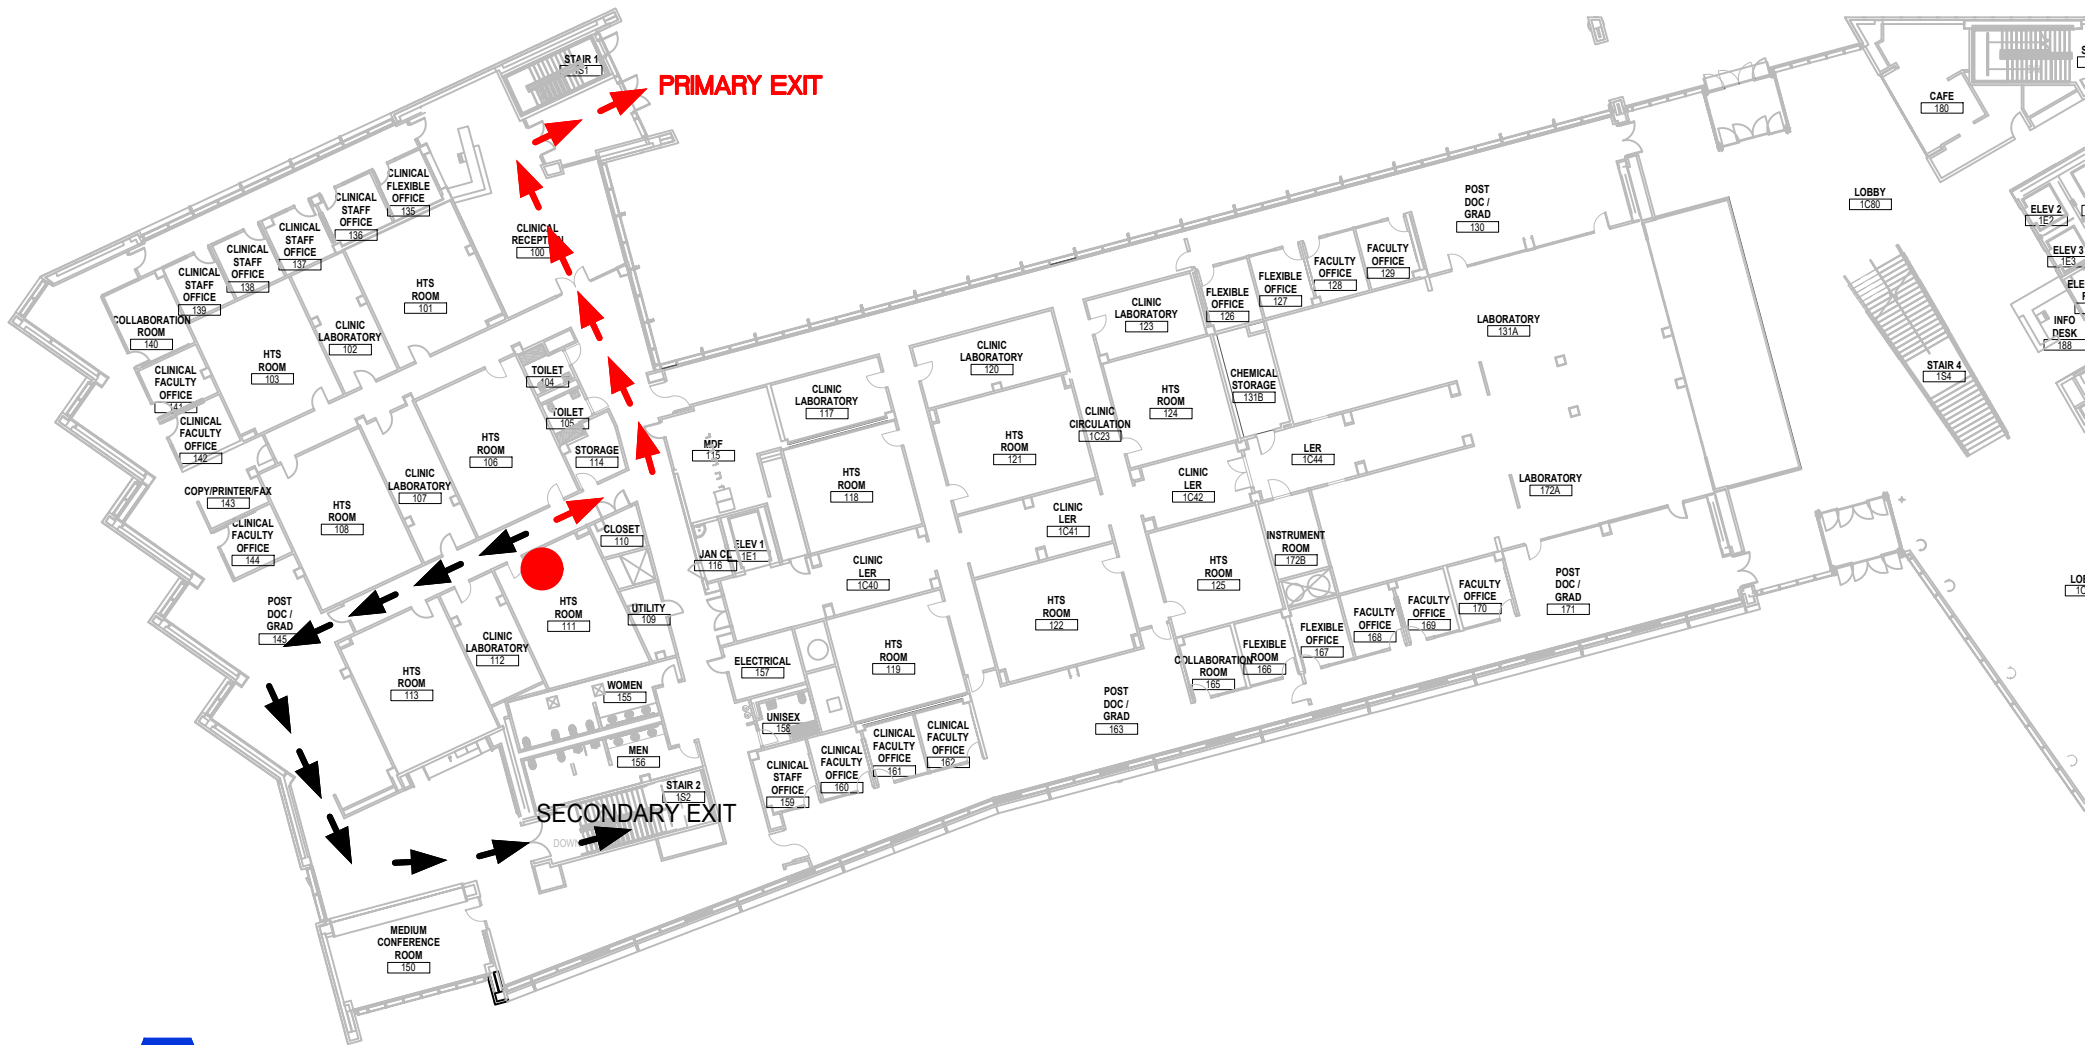 STAIR 1
1S1
PRIMARY EXIT
CAFE
180
CLINICAL
FLEXIBLE
OFFICE
135
CLINICAL
STAFF
OFFICE
136
CLINICAL
STAFF
OFFICE
137
CLINICAL
STAFF
OFFICE
138
CLINICAL
STAFF
OFFICE
139
COLLABORATION
ROOM
140
CLINICAL
RECEPTION
100
HTS
ROOM
101
CLINIC
LABORATORY
102
HTS
ROOM
103
CLINICAL
FACULTY
OFFICE
141
CLINICAL
FACULTY
OFFICE
142
TOILET
104
TOILET
105
STORAGE
114
HTS
ROOM
106
CLINIC
LABORATORY
107
HTS
ROOM
108
COPY/PRINTER/FAX
143
CLINICAL
FACULTY
OFFICE
144
POST
DOC /
GRAD
145
CLOSET
110
UTILITY
109
HTS
ROOM
111
CLINIC
LABORATORY
112
HTS
ROOM
113
WOMEN
155
MEN
156
STAIR 2
1S2
SECONDARY EXIT
DOWN
MEDIUM
CONFERENCE
ROOM
150
MDF
115
JAN CL
116
ELEV 1
1E1
CLINIC
LABORATORY
117
HTS
ROOM
118
CLINIC
LER
1C40
HTS
ROOM
119
ELECTRICAL
157
UNISEX
158
CLINICAL
STAFF
OFFICE
159
CLINICAL
FACULTY
OFFICE
160
CLINICAL
FACULTY
OFFICE
161
CLINICAL
FACULTY
OFFICE
162
CLINIC
LABORATORY
120
HTS
ROOM
121
CLINIC
LER
1C41
HTS
ROOM
122
CLINIC
LABORATORY
123
CLINIC
CIRCULATION
1C23
HTS
ROOM
124
CLINIC
LER
1C42
HTS
ROOM
125
POST
DOC /
GRAD
163
COLLABORATION
ROOM
165
FLEXIBLE
ROOM
166
FLEXIBLE
OFFICE
167
FACULTY
OFFICE
168
FACULTY
OFFICE
169
FACULTY
OFFICE
170
POST
DOC /
GRAD
171
FLEXIBLE
OFFICE
126
FLEXIBLE
OFFICE
127
FACULTY
OFFICE
128
FACULTY
OFFICE
129
POST
DOC /
GRAD
130
CHEMICAL
STORAGE
131B
LABORATORY
131A
LER
1C44
LABORATORY
172A
INSTRUMENT
ROOM
172B
LOBBY
1C80
ELEV 2
1E2
ELEV 3
1E3
INFO
DESK
188
STAIR 4
1S4